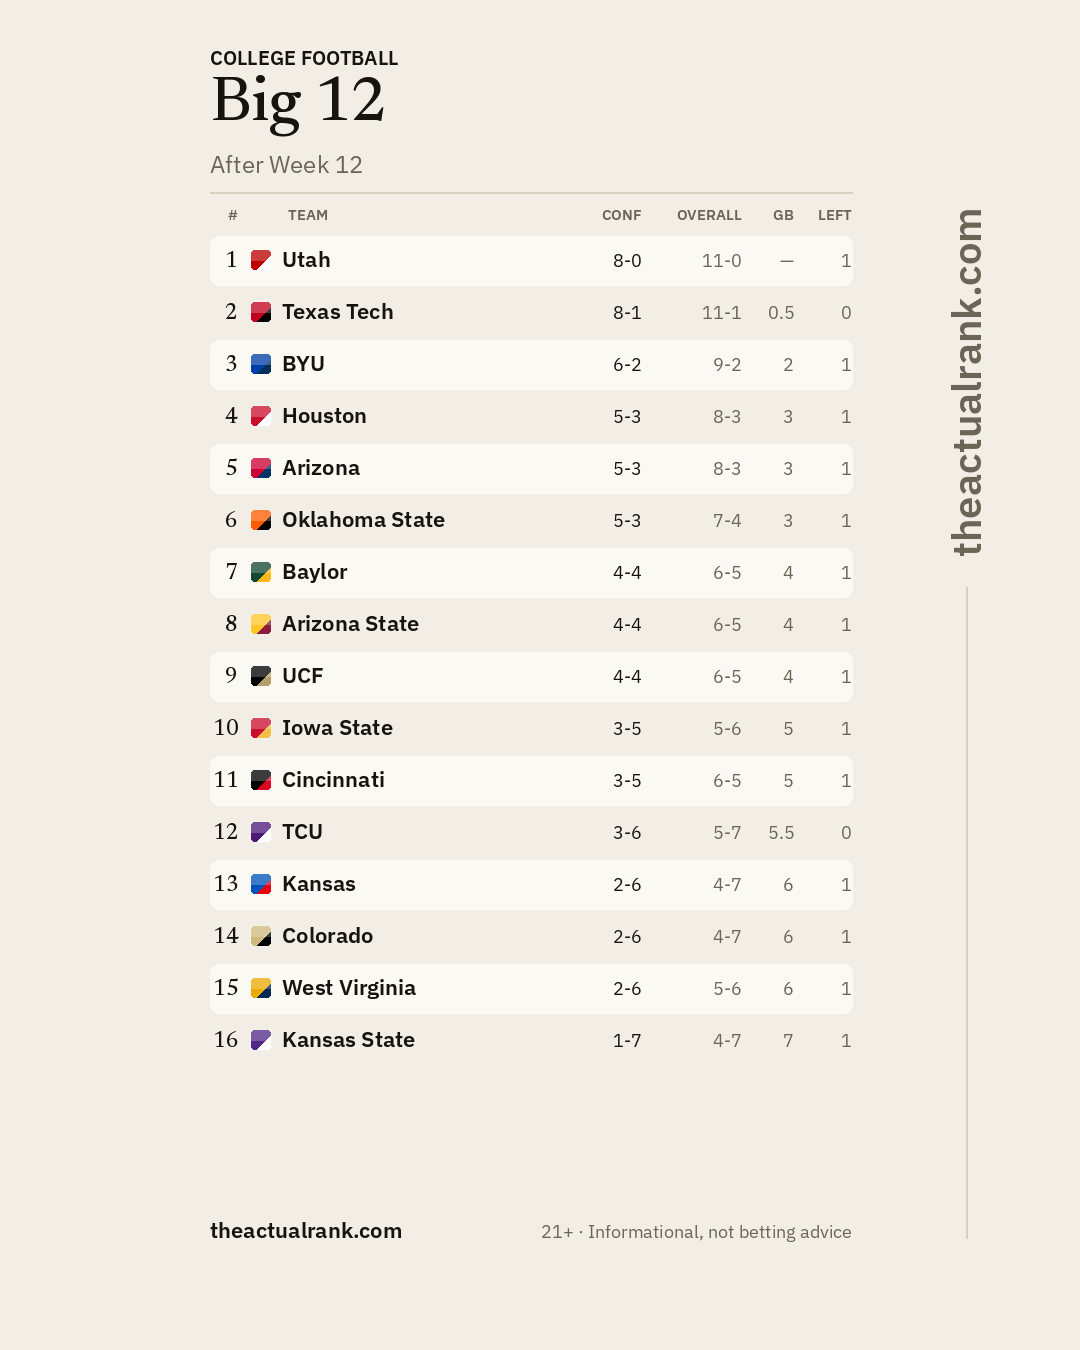 COLLEGE FOOTBALL
Big 12
After Week 12
# TEAM CONF OVERALL GB LEFT
1 Utah 8-0 11-0 — 1
2 Texas Tech 8-1 11-1 0.5 0
3 BYU 6-2 9-2 2 1
4 Houston 5-3 8-3 3 1
5 Arizona 5-3 8-3 3 1
6 Oklahoma State 5-3 7-4 3 1
7 Baylor 4-4 6-5 4 1
8 Arizona State 4-4 6-5 4 1
9 UCF 4-4 6-5 4 1
10 Iowa State 3-5 5-6 5 1
11 Cincinnati 3-5 6-5 5 1
12 TCU 3-6 5-7 5.5 0
13 Kansas 2-6 4-7 6 1
14 Colorado 2-6 4-7 6 1
15 West Virginia 2-6 5-6 6 1
16 Kansas State 1-7 4-7 7 1
theactualrank.com
21+ · Informational, not betting advice
theactualrank.com